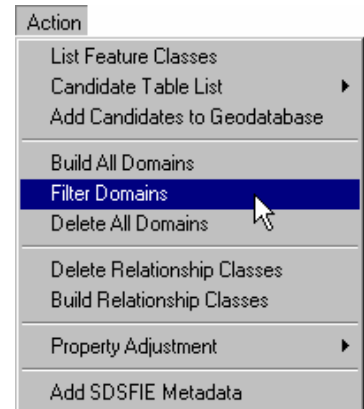 Action
List Feature Classes
Candidate Table List
Add Candidates to Geodatabase
Build All Domains
Filter Domains
Delete All Domains
Delete Relationship Classes
Build Relationship Classes
Property Adjustment
Add SDSFIE Metadata